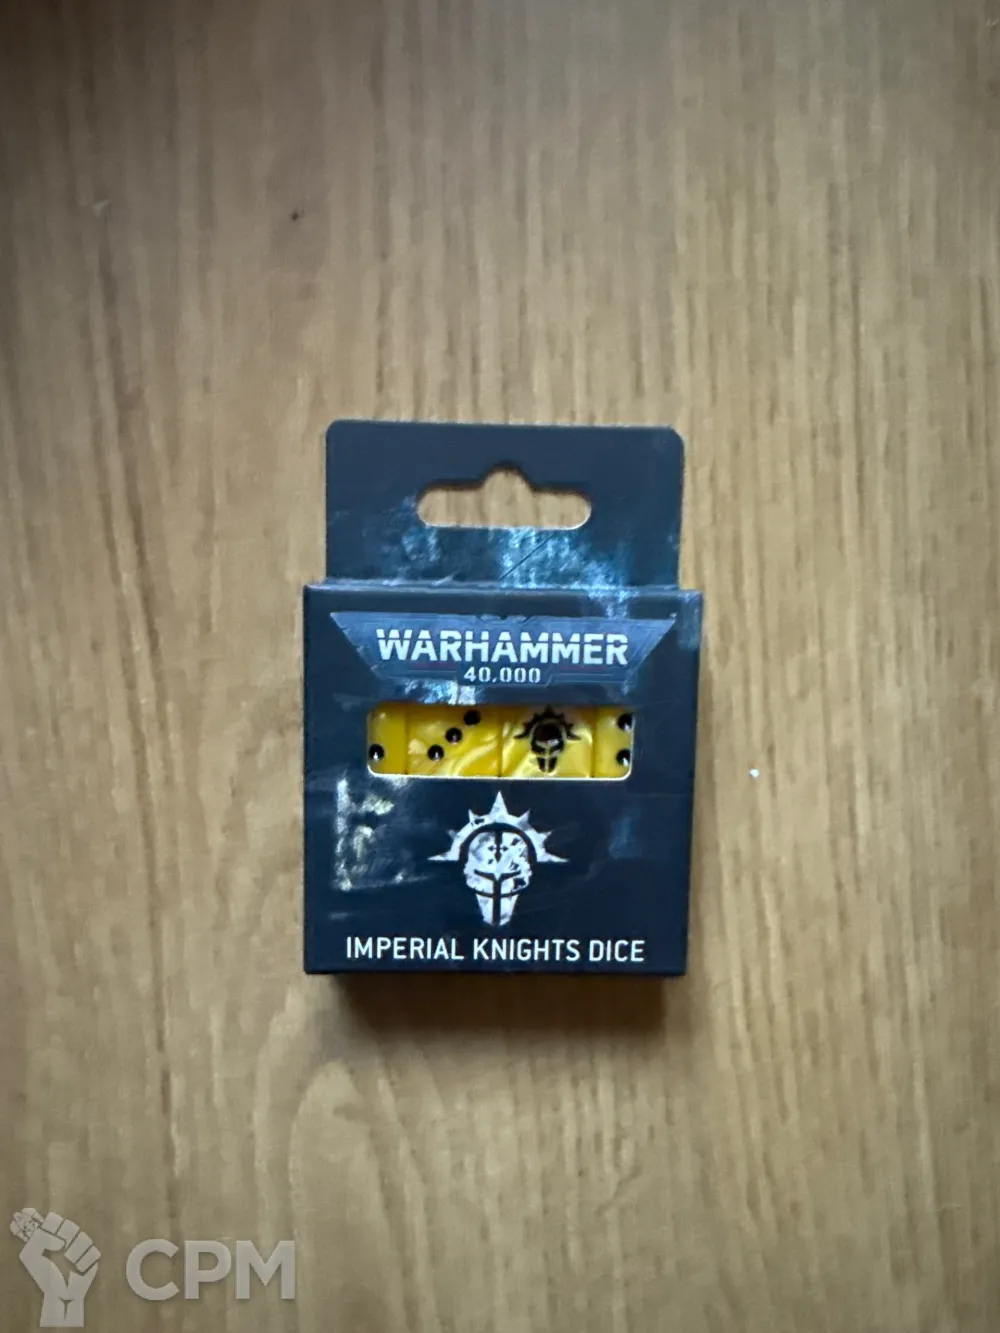 WARHAMMER
40,000
IMPERIAL KNIGHTS DICE
CPM